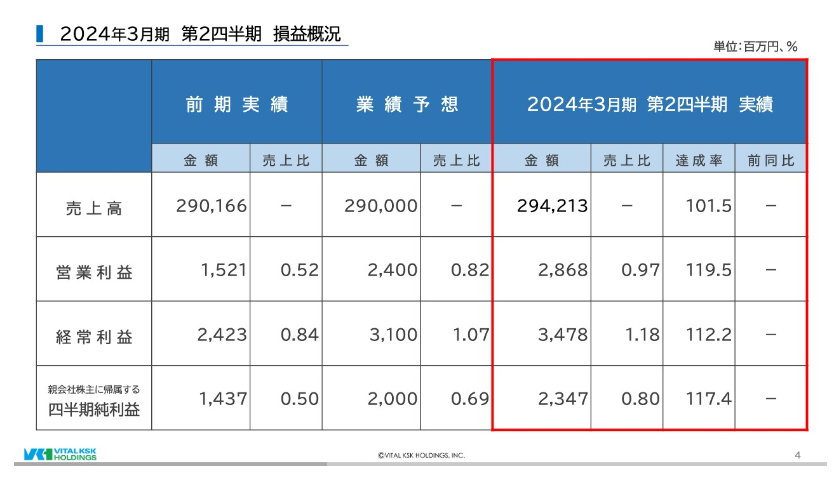 2024年3月期 第2四半期 損益概況
単位：百万円、%
前期実績 業績予想 2024年3月期 第2四半期 実績
金額 売上比 金額 売上比 金額 売上比 達成率 前同比
売上高 290,166 － 290,000 － 294,213 － 101.5 －
営業利益 1,521 0.52 2,400 0.82 2,868 0.97 119.5 －
経常利益 2,423 0.84 3,100 1.07 3,478 1.18 112.2 －
親会社株主に帰属する
四半期純利益 1,437 0.50 2,000 0.69 2,347 0.80 117.4 －
VITAL KSK
HOLDINGS
©VITAL KSK HOLDINGS, INC.
4